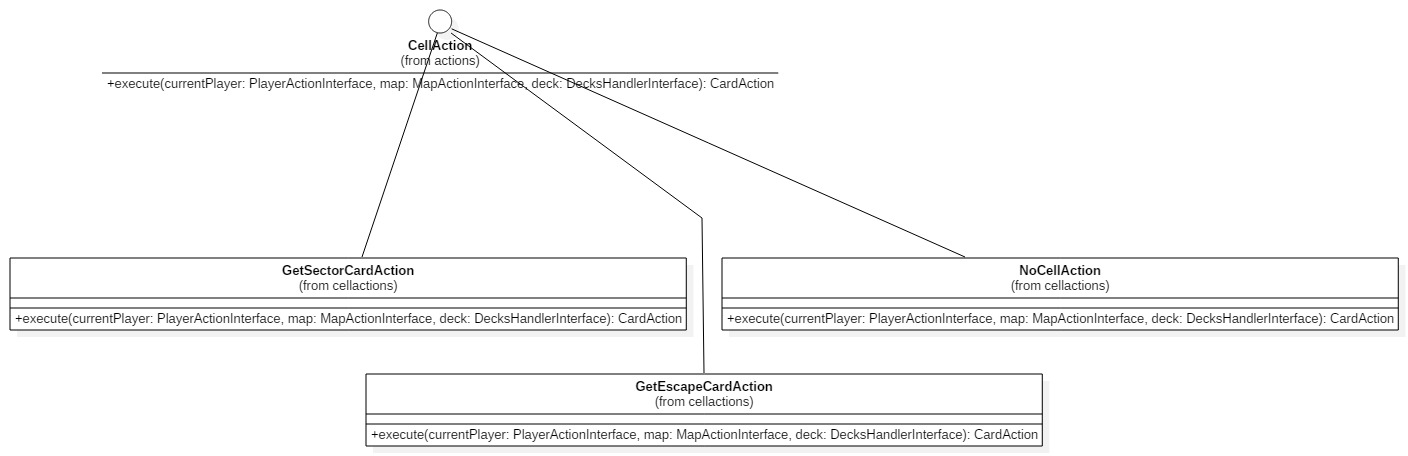 CellAction
(from actions)
+execute(currentPlayer: PlayerActionInterface, map: MapActionInterface, deck: DecksHandlerInterface): CardAction
GetSectorCardAction
(from cellactions)
+execute(currentPlayer: PlayerActionInterface, map: MapActionInterface, deck: DecksHandlerInterface): CardAction
NoCellAction
(from cellactions)
+execute(currentPlayer: PlayerActionInterface, map: MapActionInterface, deck: DecksHandlerInterface): CardAction
GetEscapeCardAction
(from cellactions)
+execute(currentPlayer: PlayerActionInterface, map: MapActionInterface, deck: DecksHandlerInterface): CardAction